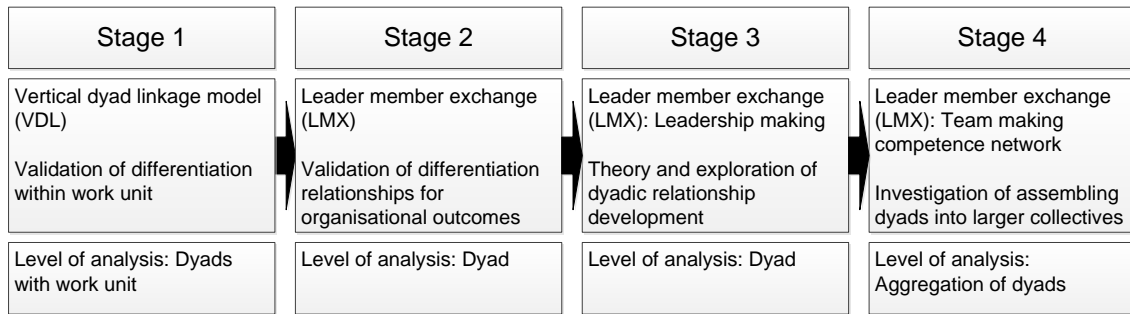 Stage 1
Vertical dyad linkage model
(VDL)
Validation of differentiation
within work unit
Level of analysis: Dyads
with work unit
Stage 2
Leader member exchange
(LMX)
Validation of differentiation
relationships for
organisational outcomes
Level of analysis: Dyad
Stage 3
Leader member exchange
(LMX): Leadership making
Theory and exploration of
dyadic relationship
development
Level of analysis: Dyad
Stage 4
Leader member exchange
(LMX): Team making
competence network
Investigation of assembling
dyads into larger collectives
Level of analysis:
Aggregation of dyads